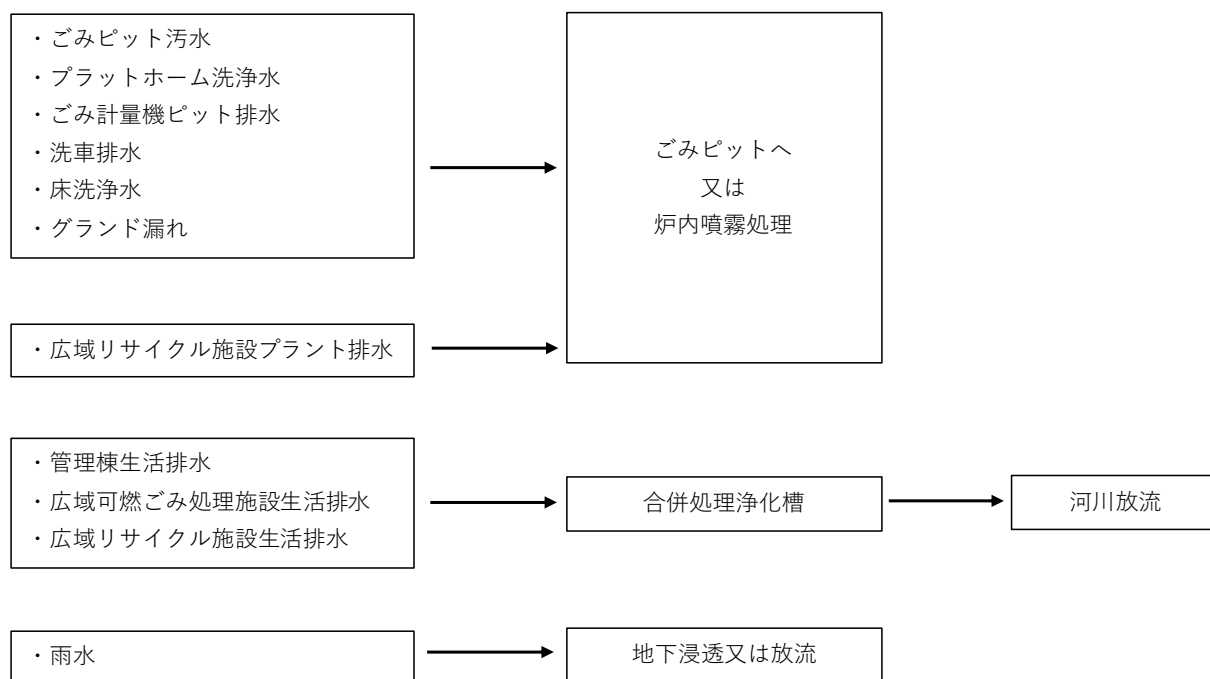 ・ごみピット汚水
・プラットホーム洗浄水
・ごみ計量機ピット排水
・洗車排水
・床洗浄水
・グランド漏れ
ごみピットへ
又は
炉内噴霧処理
・広域リサイクル施設プラント排水
・管理棟生活排水
・広域可燃ごみ処理施設生活排水
・広域リサイクル施設生活排水
合併処理浄化槽
河川放流
・雨水
地下浸透又は放流